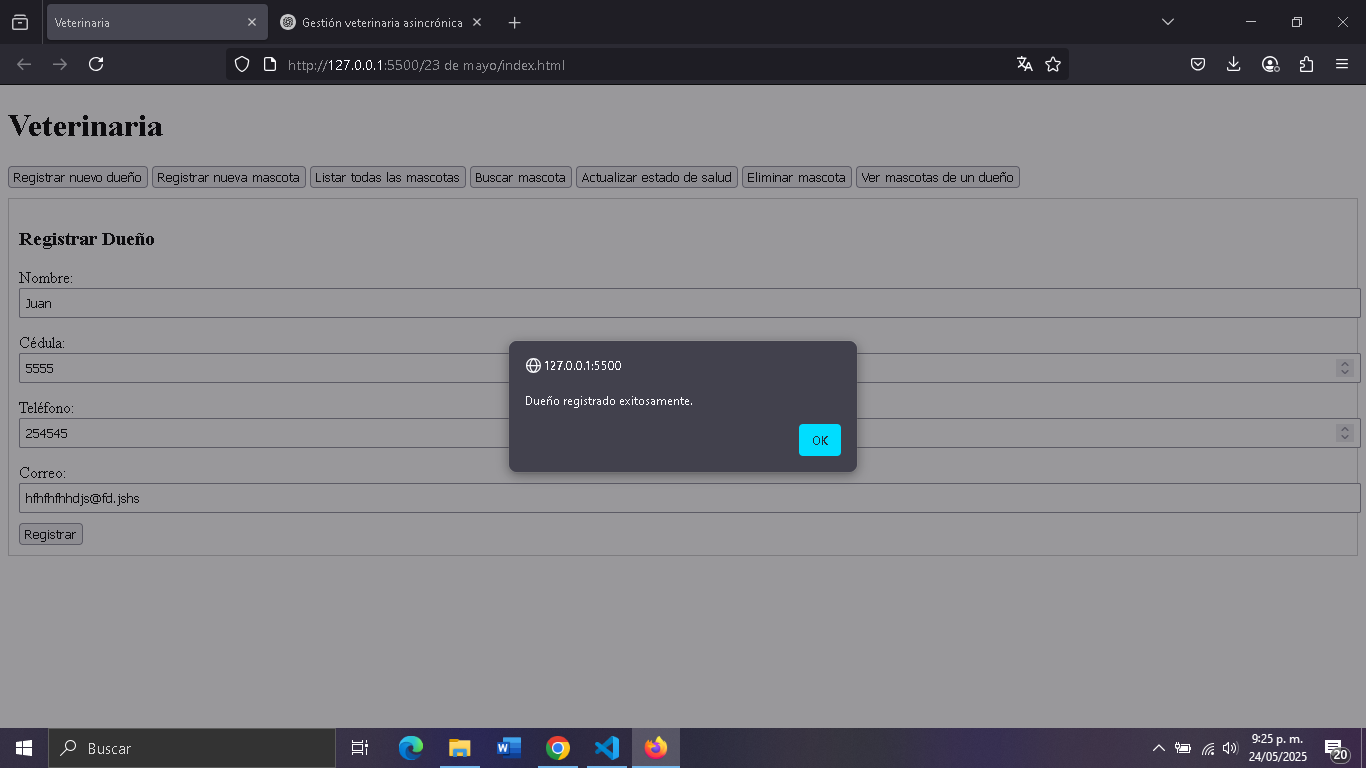 Veterinaria
Gestión veterinaria asincrónica
http://127.0.0.1:5500/23 de mayo/index.html
Veterinaria
Registrar nuevo dueño Registrar nueva mascota Listar todas las mascotas Buscar mascota Actualizar estado de salud Eliminar mascota Ver mascotas de un dueño
Registrar Dueño
Nombre:
Juan
Cédula:
5555
Teléfono:
254545
Correo:
hfhfhfhhdjs@fd.jshs
Registrar
127.0.0.1:5500
Dueño registrado exitosamente.
OK
Buscar
9:25 p. m.
24/05/2025
20